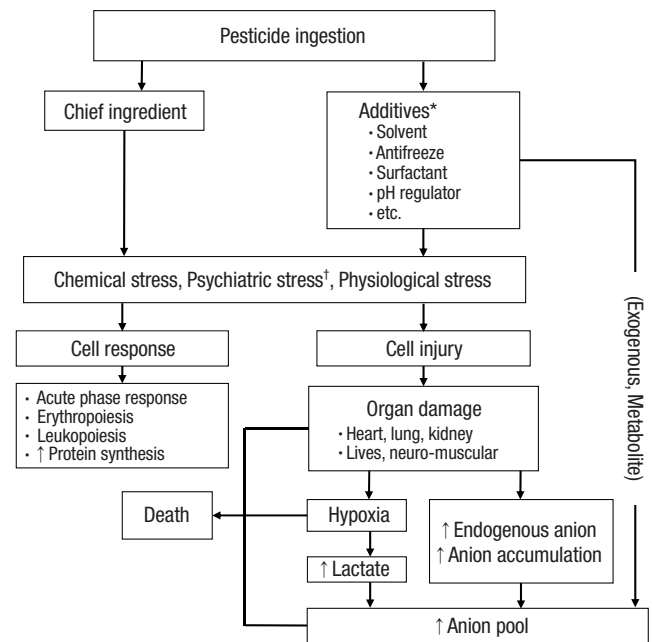 Pesticide ingestion
Chief ingredient
Additives*
· Solvent
· Antifreeze
· Surfactant
· pH regulator
· etc.
Chemical stress, Psychiatric stress†, Physiological stress
Cell response
Cell injury
· Acute phase response
· Erythropoiesis
· Leukopoiesis
· ↑ Protein synthesis
Organ damage
· Heart, lung, kidney
· Lives, neuro-muscular
(Exogenous, Metabolite)
Death
Hypoxia
↑ Endogenous anion
↑ Anion accumulation
↑ Lactate
↑ Anion pool